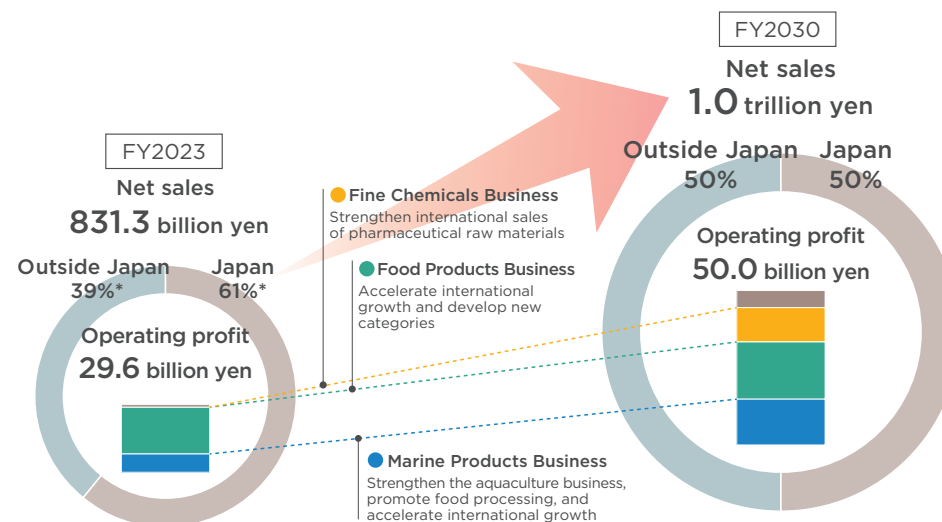 FY2030
Net sales
1.0 trillion yen
Outside Japan
50%
Japan
50%
Operating profit
50.0 billion yen
FY2023
Net sales
831.3 billion yen
Outside Japan
39%*
Japan
61%*
Operating profit
29.6 billion yen
Fine Chemicals Business
Strengthen international sales
of pharmaceutical raw materials
Food Products Business
Accelerate international
growth and develop new
categories
Marine Products Business
Strengthen the aquaculture business,
promote food processing, and
accelerate international growth